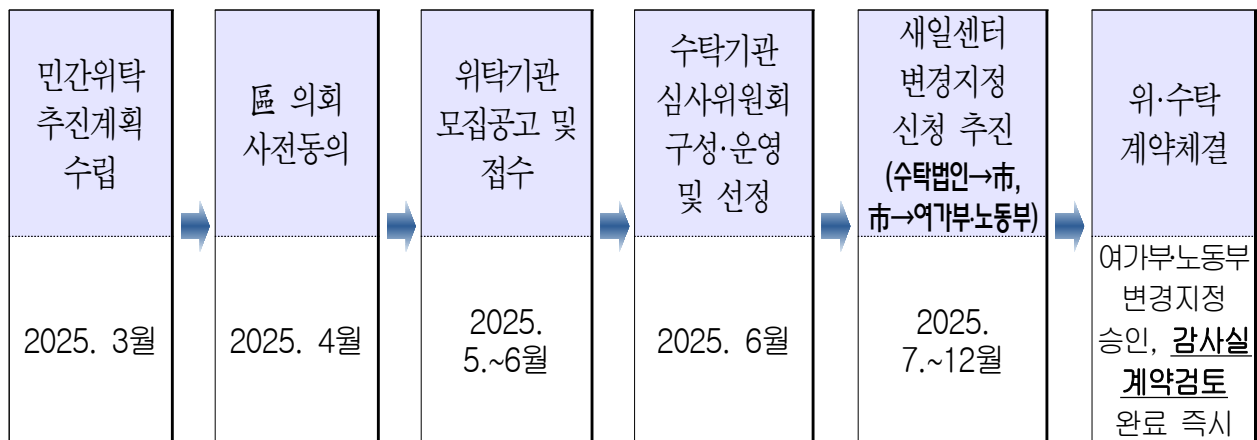 민간위탁
추진계획
수립
2025. 3월
區 의회
사전동의
2025. 4월
위탁기관
모집공고 및
접수
2025.
5.~6월
수탁기관
심사위원회
구성·운영
및 선정
2025. 6월
새일센터
변경지정
신청 추진
(수탁법인→市,
市→여가부·노동부)
2025.
7.~12월
위·수탁
계약체결
여가부·노동부
변경지정
승인, 감사실
계약검토
완료 즉시